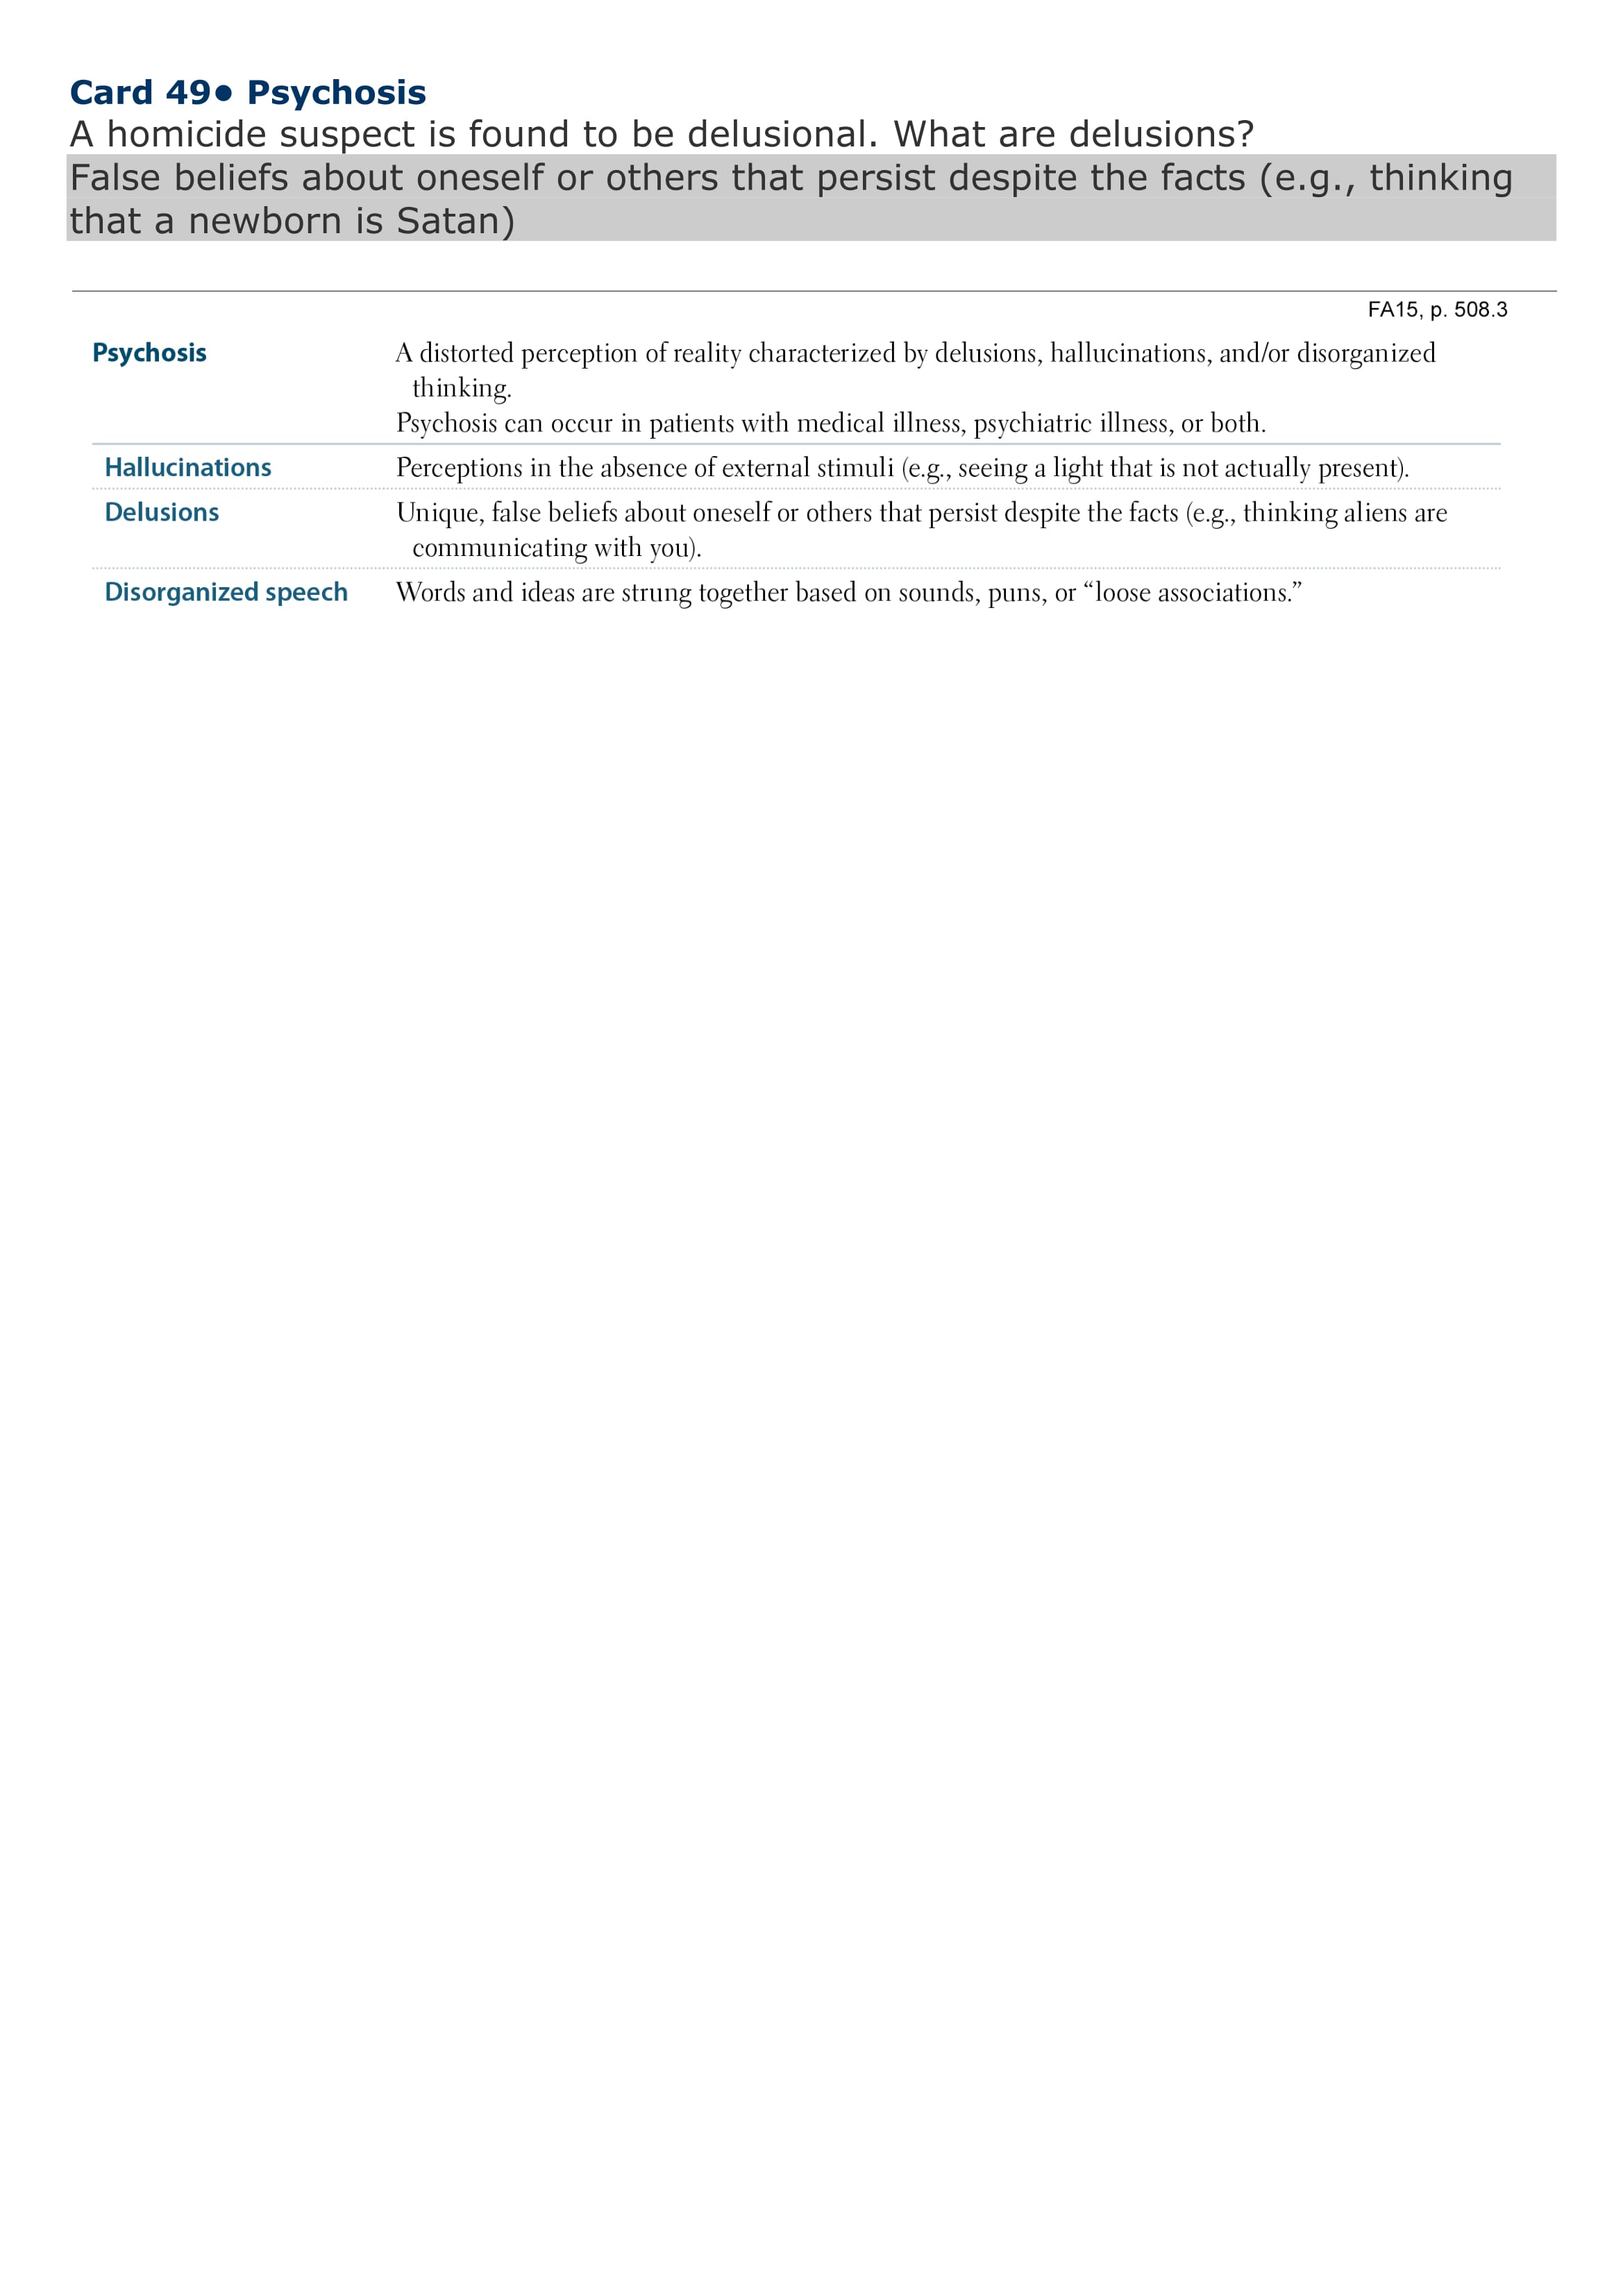 Card 49● Psychosis
A homicide suspect is found to be delusional. What are delusions?
False beliefs about oneself or others that persist despite the facts (e.g., thinking
that a newborn is Satan)
FA15, p. 508.3
Psychosis A distorted perception of reality characterized by delusions, hallucinations, and/or disorganized
thinking.
Psychosis can occur in patients with medical illness, psychiatric illness, or both.
Hallucinations Perceptions in the absence of external stimuli (e.g., seeing a light that is not actually present).
Delusions Unique, false beliefs about oneself or others that persist despite the facts (e.g., thinking aliens are
communicating with you).
Disorganized speech Words and ideas are strung together based on sounds, puns, or “loose associations.”